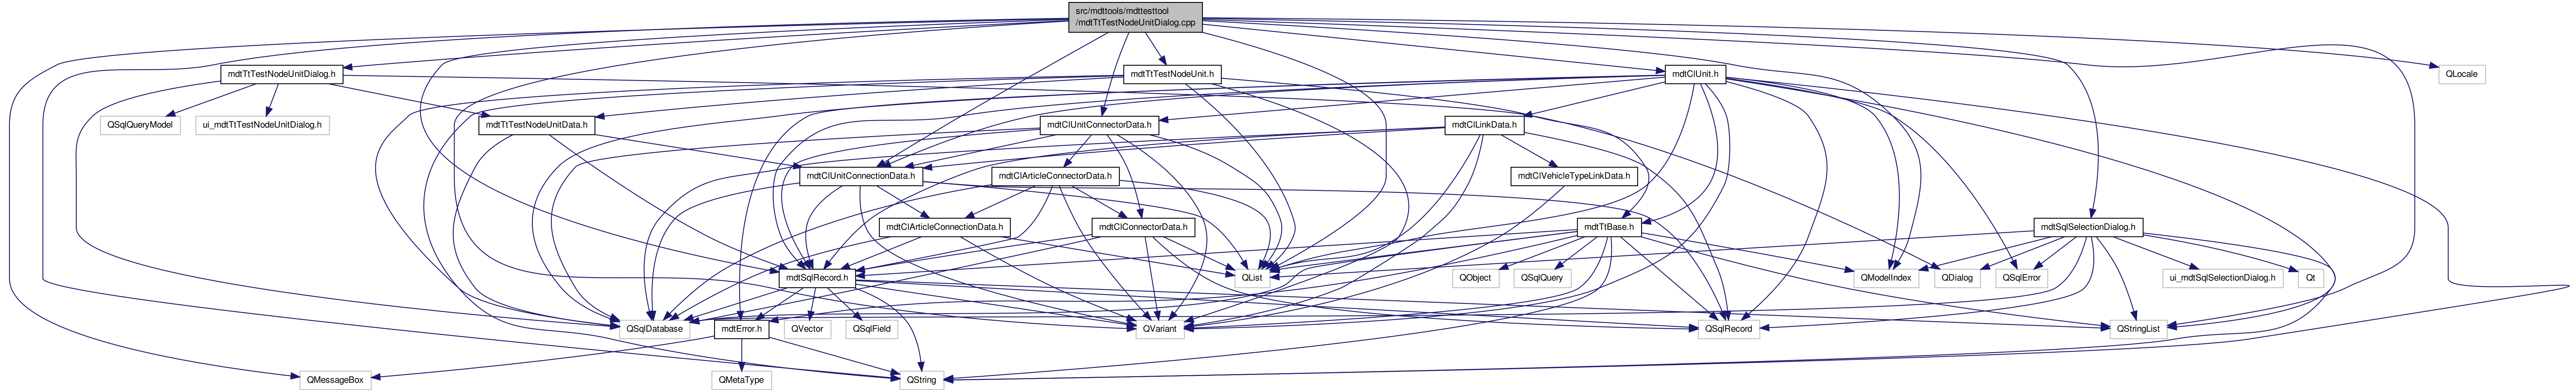 src/mdttools/mdttesttool
/mdtTtTestNodeUnitDialog.cpp
mdtTtTestNodeUnitDialog.h
mdtTtTestNodeUnit.h
mdtClUnit.h
QLocale
QSqlQueryModel
ui_mdtTtTestNodeUnitDialog.h
mdtTtTestNodeUnitData.h
mdtClUnitConnectorData.h
mdtClLinkData.h
mdtClUnitConnectionData.h
mdtClArticleConnectorData.h
mdtClVehicleTypeLinkData.h
mdtClArticleConnectionData.h
mdtClConnectorData.h
mdtTtBase.h
mdtSqlSelectionDialog.h
mdtSqlRecord.h
QList
QObject
QSqlQuery
QModelIndex
QDialog
QSqlError
ui_mdtSqlSelectionDialog.h
Qt
QSqlDatabase
mdtError.h
QVector
QSqlField
QVariant
QSqlRecord
QStringList
QMessageBox
QMetaType
QString